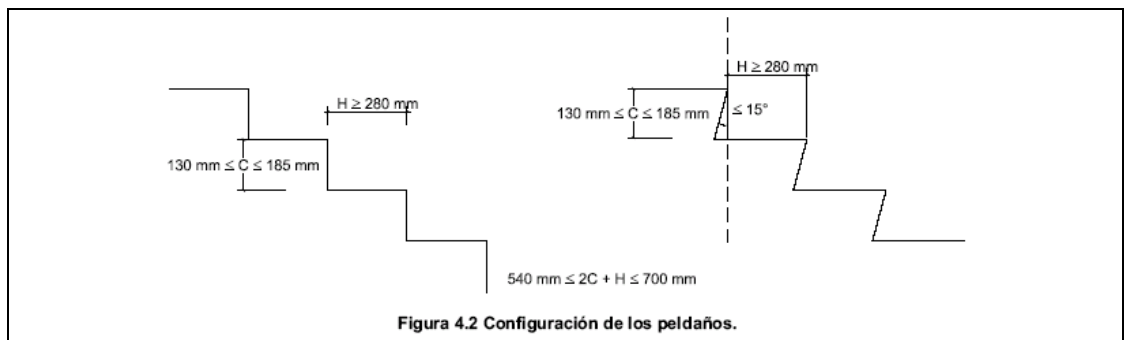 H ≥ 280 mm
130 mm ≤ C ≤ 185 mm
H ≥ 280 mm
130 mm ≤ C ≤ 185 mm
≤ 15°
540 mm ≤ 2C + H ≤ 700 mm
Figura 4.2 Configuración de los peldaños.